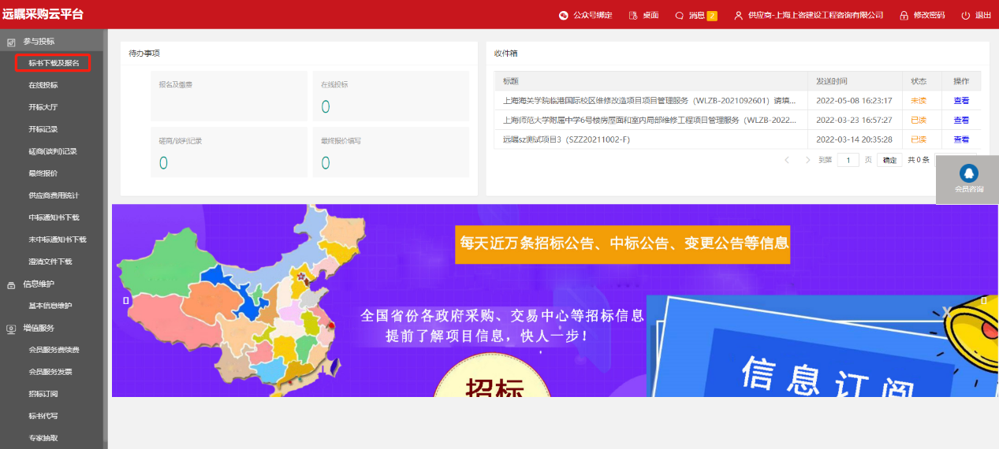 远瞩采购云平台
公众号绑定 桌面 消息 2 供应商-上海上咨建设工程咨询有限公司 修改密码 退出
参与投标
标书下载及报名
在线投标
开标大厅
开标记录
磋商(谈判)记录
最终报价
供应商费用统计
中标通知书下载
未中标通知书下载
澄清文件下载
信息维护
基本信息维护
增值服务
会员服务费续费
会员服务发票
招标订阅
标书代写
专家抽取
待办事项
报名及缴费
在线投标
0
磋商/谈判记录
0
最终报价填写
0
收件箱
标题 发送时间 状态 操作
上海海关学院临港国际校区维修改造项目项目管理服务（WLZB-2021092601）请填... 2022-05-08 16:23:17 未读 查看
上海师范大学附属中学6号楼房屋面和室内局部维修工程项目管理服务（WLZB-2022... 2022-03-23 16:57:27 已读 查看
远瞩sz测试项目3（SZZ20211002-F) 2022-03-14 20:35:28 已读 查看
到第 1 页 确定 共 0 条
会员咨询
每天近万条招标公告、中标公告、变更公告等信息
全国省份各政府采购、交易中心等招标信息
提前了解项目信息，快人一步！
招标
信息订阅